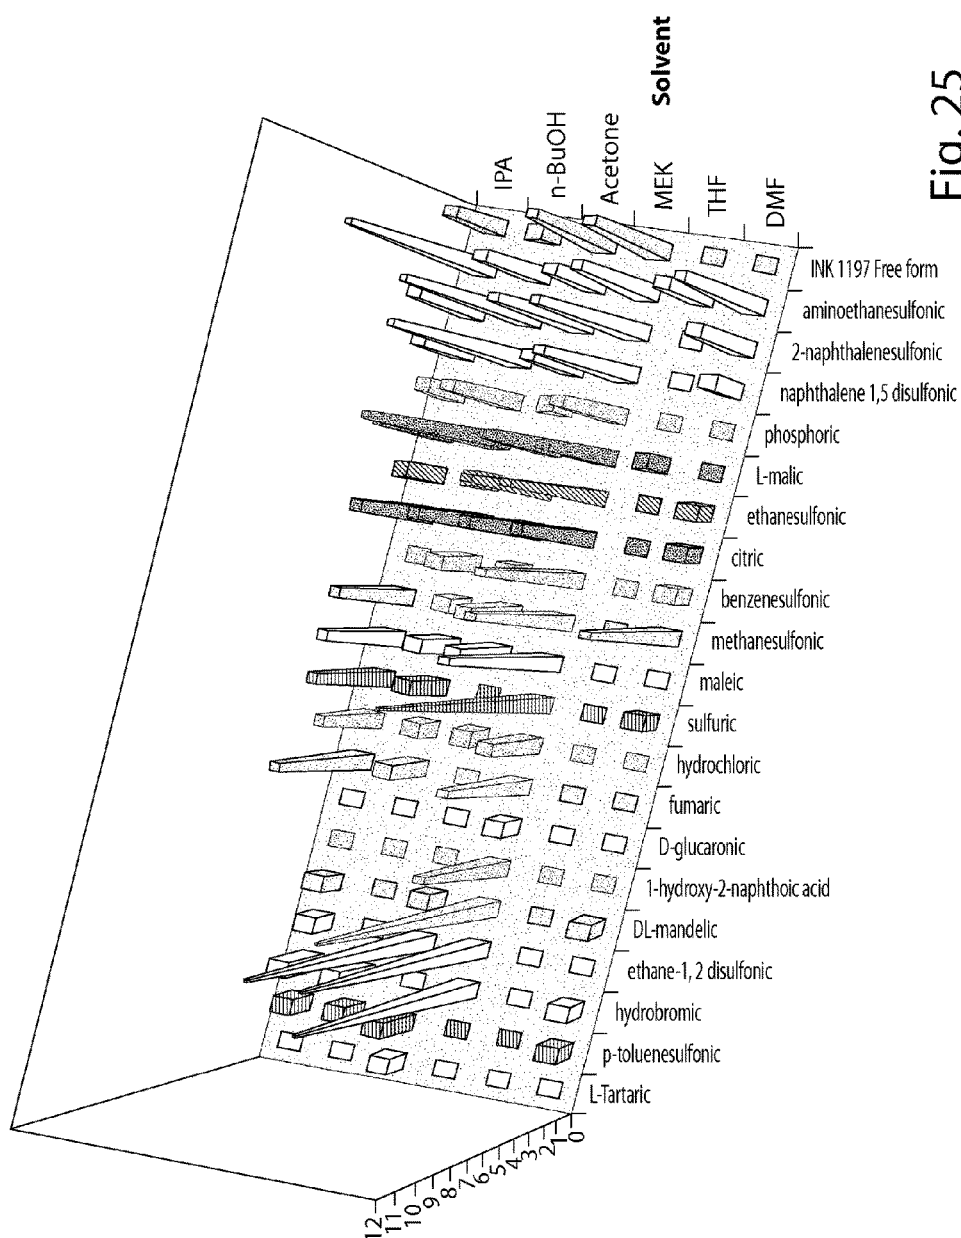 Solvent
IPA
n-BuOH
Acetone
MEK
THF
DMF
Fig. 25
INK 1197 Free form
aminoethanesulfonic
2-naphthalenesulfonic
naphthalene 1,5 disulfonic
phosphoric
L-malic
ethanesulfonic
citric
benzenesulfonic
methanesulfonic
maleic
sulfuric
hydrochloric
fumaric
D-glucaronic
1-hydroxy-2-naphthoic acid
DL-mandelic
ethane-1, 2 disulfonic
hydrobromic
p-toluenesulfonic
L-Tartaric
12
11
10
9
8
7
6
5
4
3
2
1
0